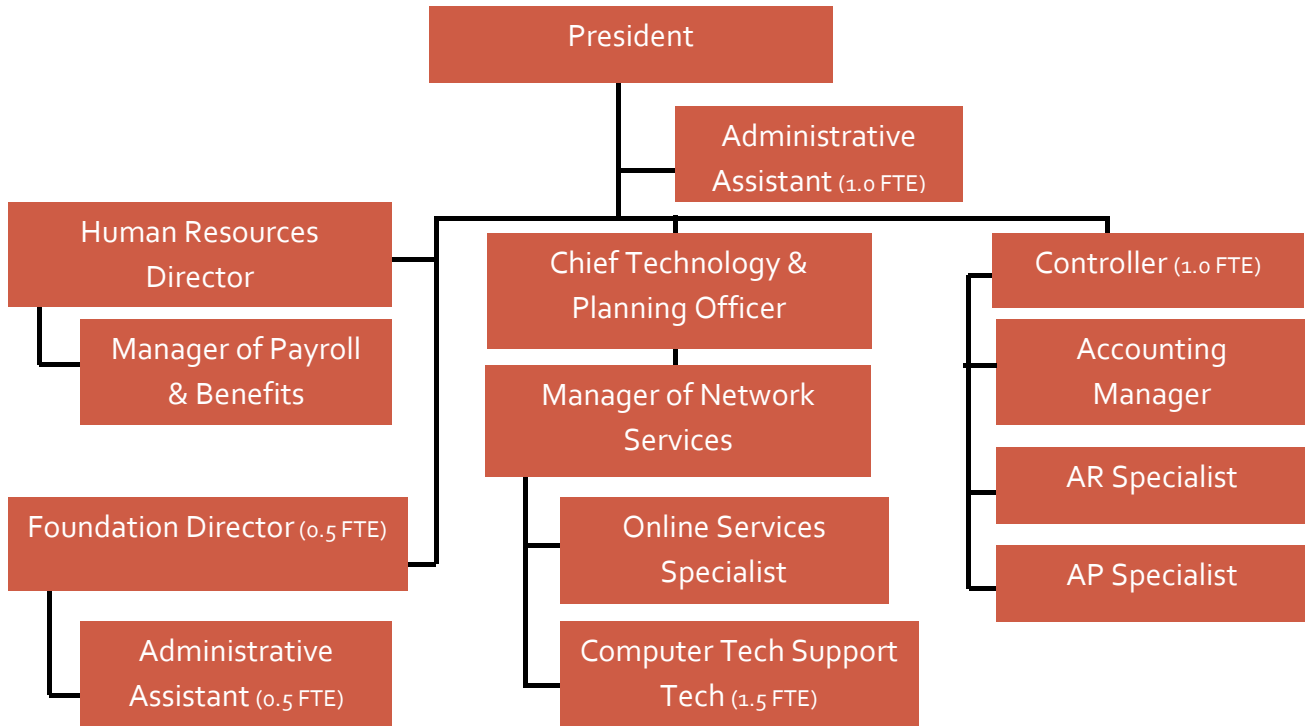 President
Administrative
Assistant (1.0 FTE)
Human Resources
Director
Manager of Payroll
& Benefits
Foundation Director (0.5 FTE)
Administrative
Assistant (0.5 FTE)
Chief Technology &
Planning Officer
Manager of Network
Services
Online Services
Specialist
Computer Tech Support
Tech (1.5 FTE)
Controller (1.0 FTE)
Accounting
Manager
AR Specialist
AP Specialist